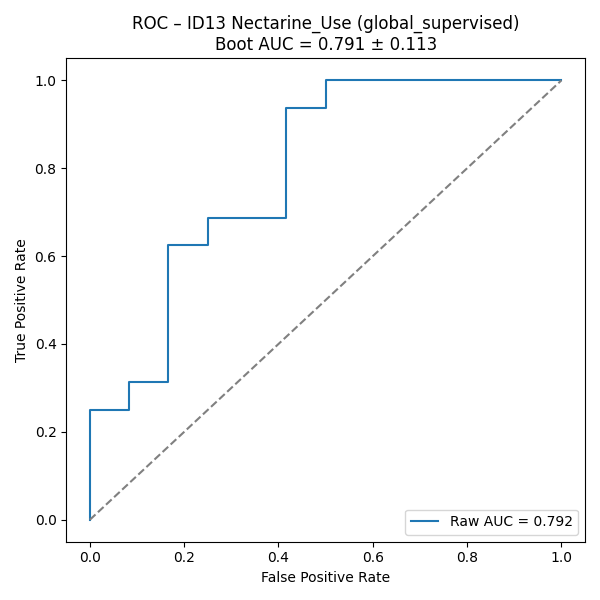 ROC – ID13 Nectarine_Use (global_supervised)
Boot AUC = 0.791 ± 0.113
1.0
0.8
0.6
0.4
0.2
0.0
True Positive Rate
Raw AUC = 0.792
0.0 0.2 0.4 0.6 0.8 1.0
False Positive Rate